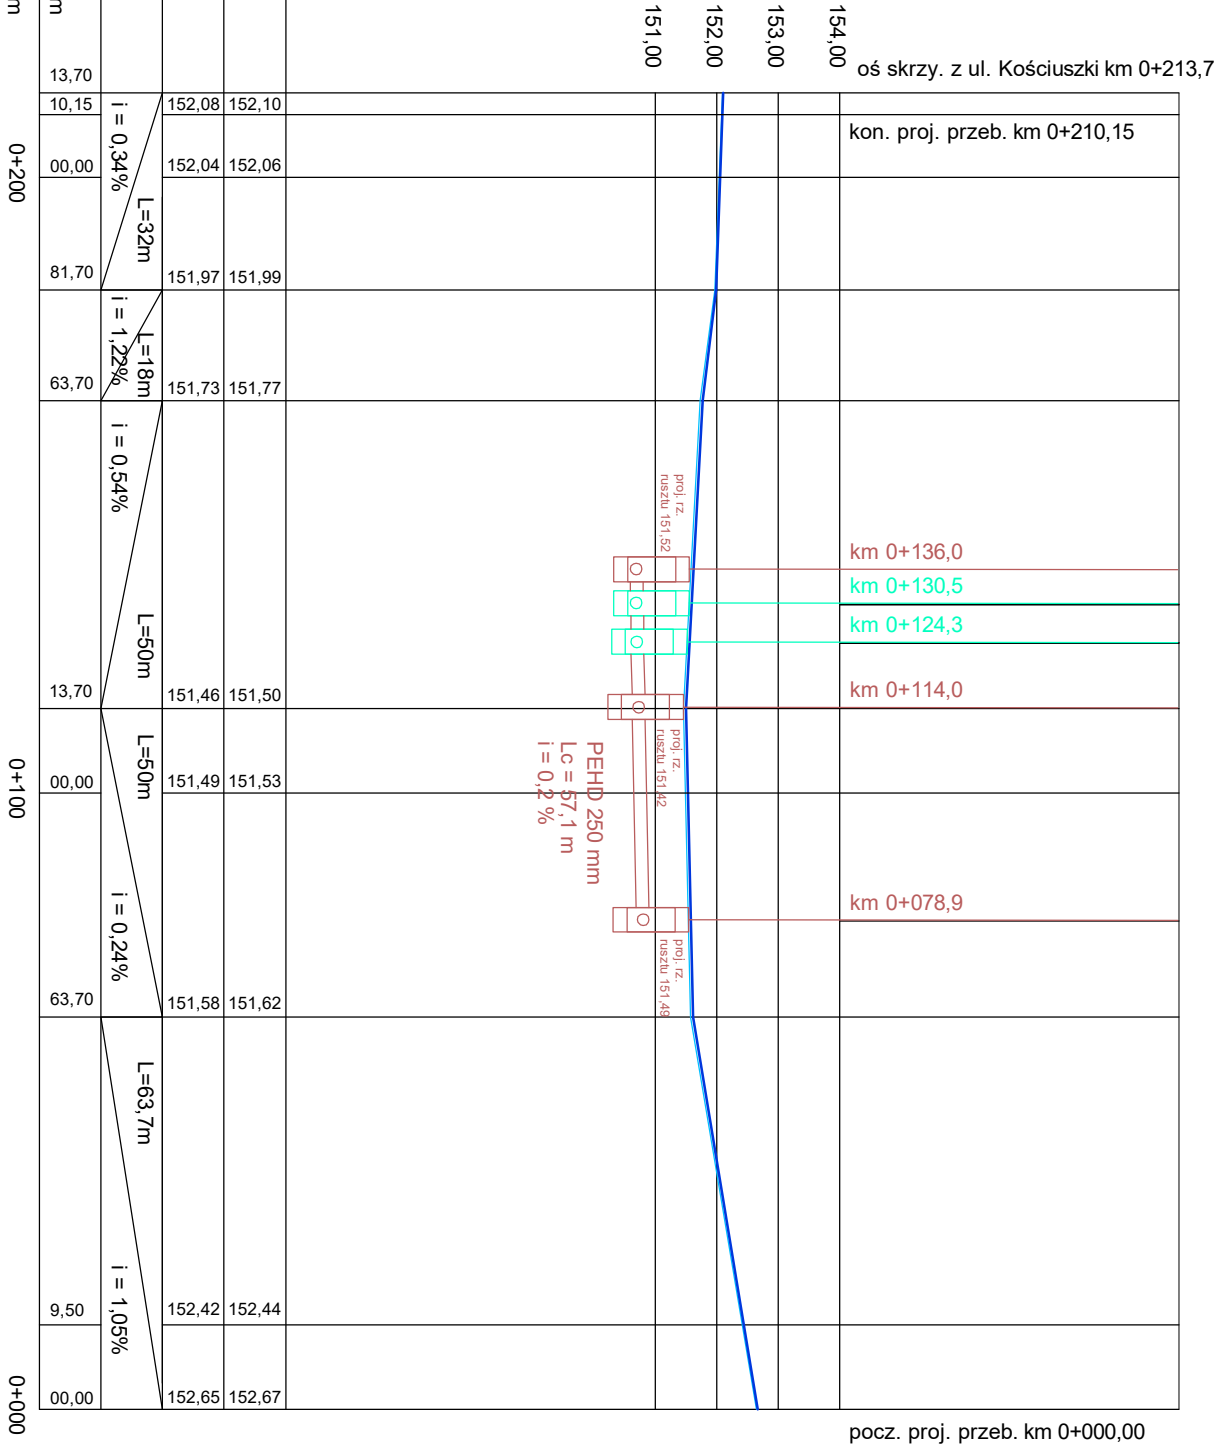 m
m
151,00
152,00
153,00
154,00
oś skrzy. z ul. Kościuszki km 0+213,7
13,70
10,15
i = 0,34%
152,08
152,10
kon. proj. przeb. km 0+210,15
0+200
00,00
152,04
152,06
L=32m
81,70
151,97
151,99
i = 1,22%
L=18m
63,70
151,73
151,77
i = 0,54%
proj. rz.
rusztu 151,52
km 0+136,0
km 0+130,5
km 0+124,3
L=50m
13,70
151,46
151,50
km 0+114,0
L=50m
proj. rz.
rusztu 151,42
PEHD 250 mm
Lc = 57,1 m
i = 0,2 %
0+100
00,00
151,49
151,53
i = 0,24%
km 0+078,9
proj. rz.
rusztu 151,49
63,70
151,58
151,62
L=63,7m
i = 1,05%
9,50
152,42
152,44
0+000
00,00
152,65
152,67
pocz. proj. przeb. km 0+000,00